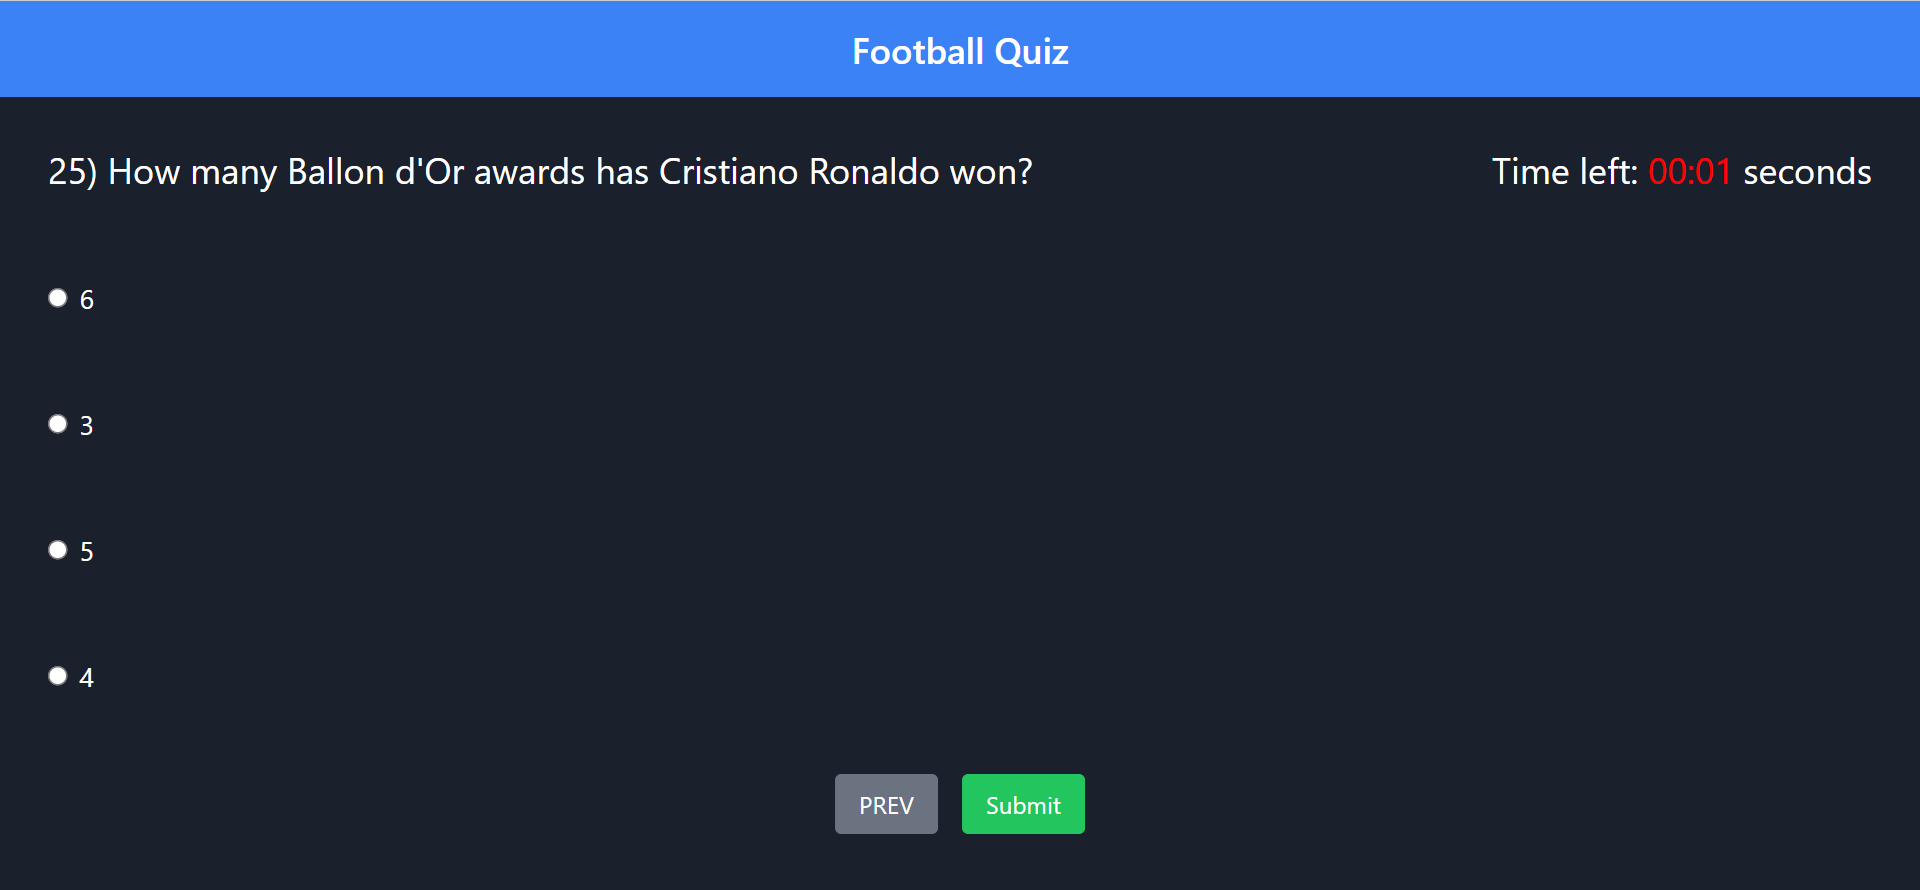 Football Quiz
25) How many Ballon d'Or awards has Cristiano Ronaldo won?
Time left: 00:01 seconds
6
3
5
4
PREV
Submit